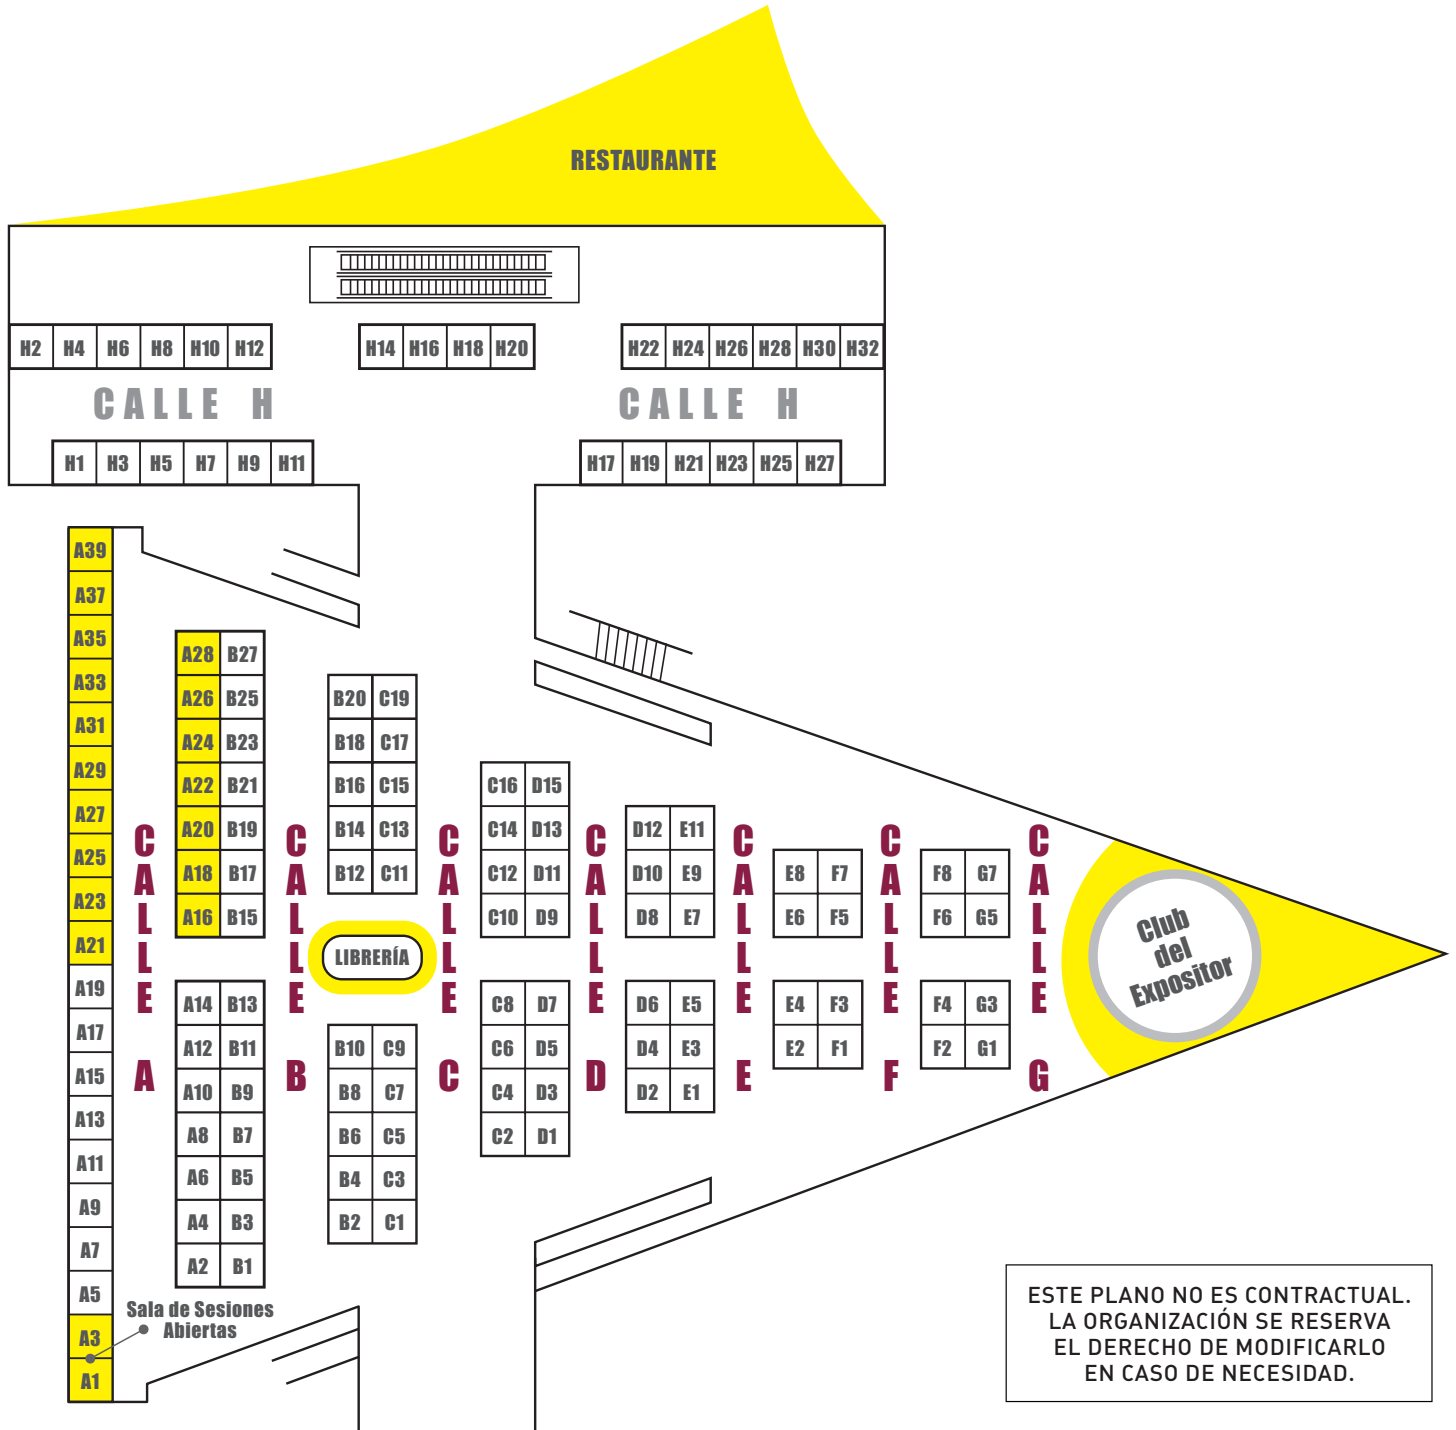 RESTAURANTE
H2 H4 H6 H8 H10 H12 H14 H16 H18 H20 H22 H24 H26 H28 H30 H32
CALLE H CALLE H
H1 H3 H5 H7 H9 H11 H17 H19 H21 H23 H25 H27
A39
A37
A35
A33
A31
A29
A27
A25
A23
A21
A19
A17
A15
A13
A11
A9
A7
A5
A3
A1
Sala de Sesiones
Abiertas
CALLE A
A28 B27
A26 B25
A24 B23
A22 B21
A20 B19
A18 B17
A16 B15
A14 B13
A12 B11
A10 B9
A8 B7
A6 B5
A4 B3
A2 B1
CALLE B
B20 C19
B18 C17
B16 C15
B14 C13
B12 C11
LIBRERÍA
B10 C9
B8 C7
B6 C5
B4 C3
B2 C1
CALLE C
C16 D15
C14 D13
C12 D11
C10 D9
C8 D7
C6 D5
C4 D3
C2 D1
CALLE D
D12 E11
D10 E9
D8 E7
D6 E5
D4 E3
D2 E1
CALLE E
E8 F7
E6 F5
E4 F3
E2 F1
CALLE F
F8 G7
F6 G5
F4 G3
F2 G1
CALLE G
Club
del
Expositor
ESTE PLANO NO ES CONTRACTUAL.
LA ORGANIZACIÓN SE RESERVA
EL DERECHO DE MODIFICARLO
EN CASO DE NECESIDAD.